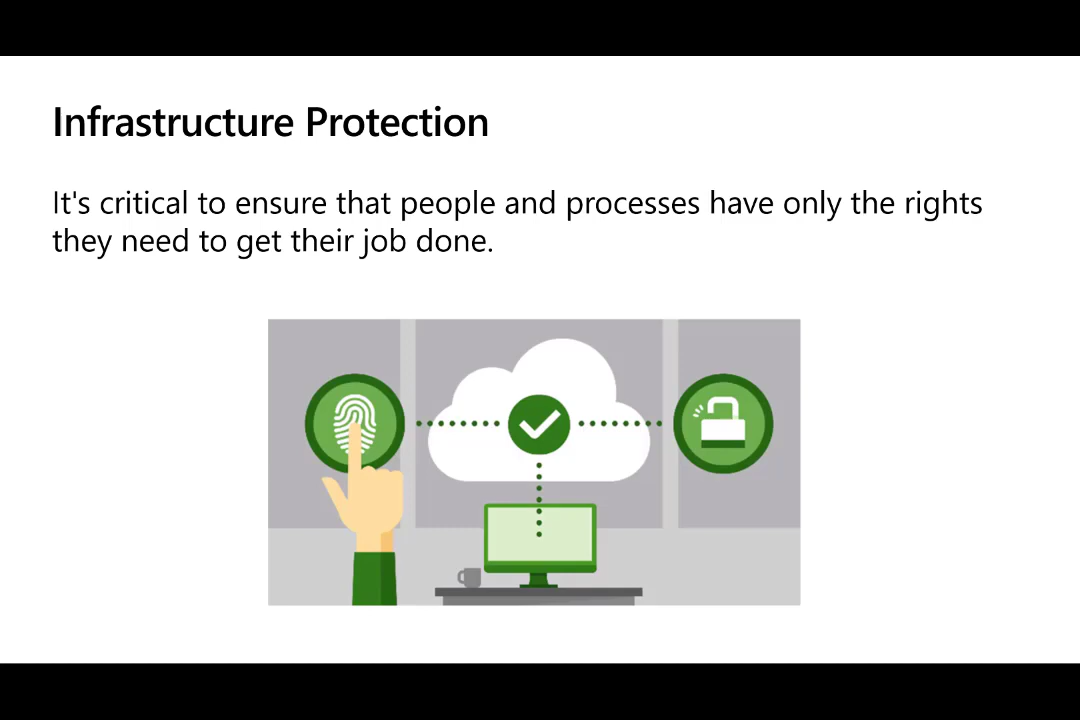 Infrastructure Protection
It's critical to ensure that people and processes have only the rights
they need to get their job done.